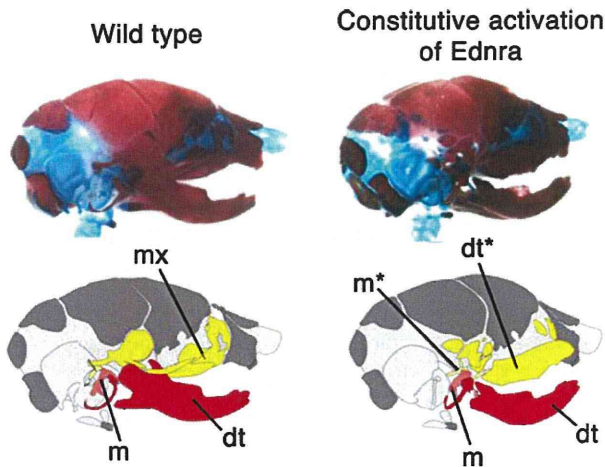 Wild type
Constitutive activation
of Ednra
mx
m
dt
dt*
m*
m
dt